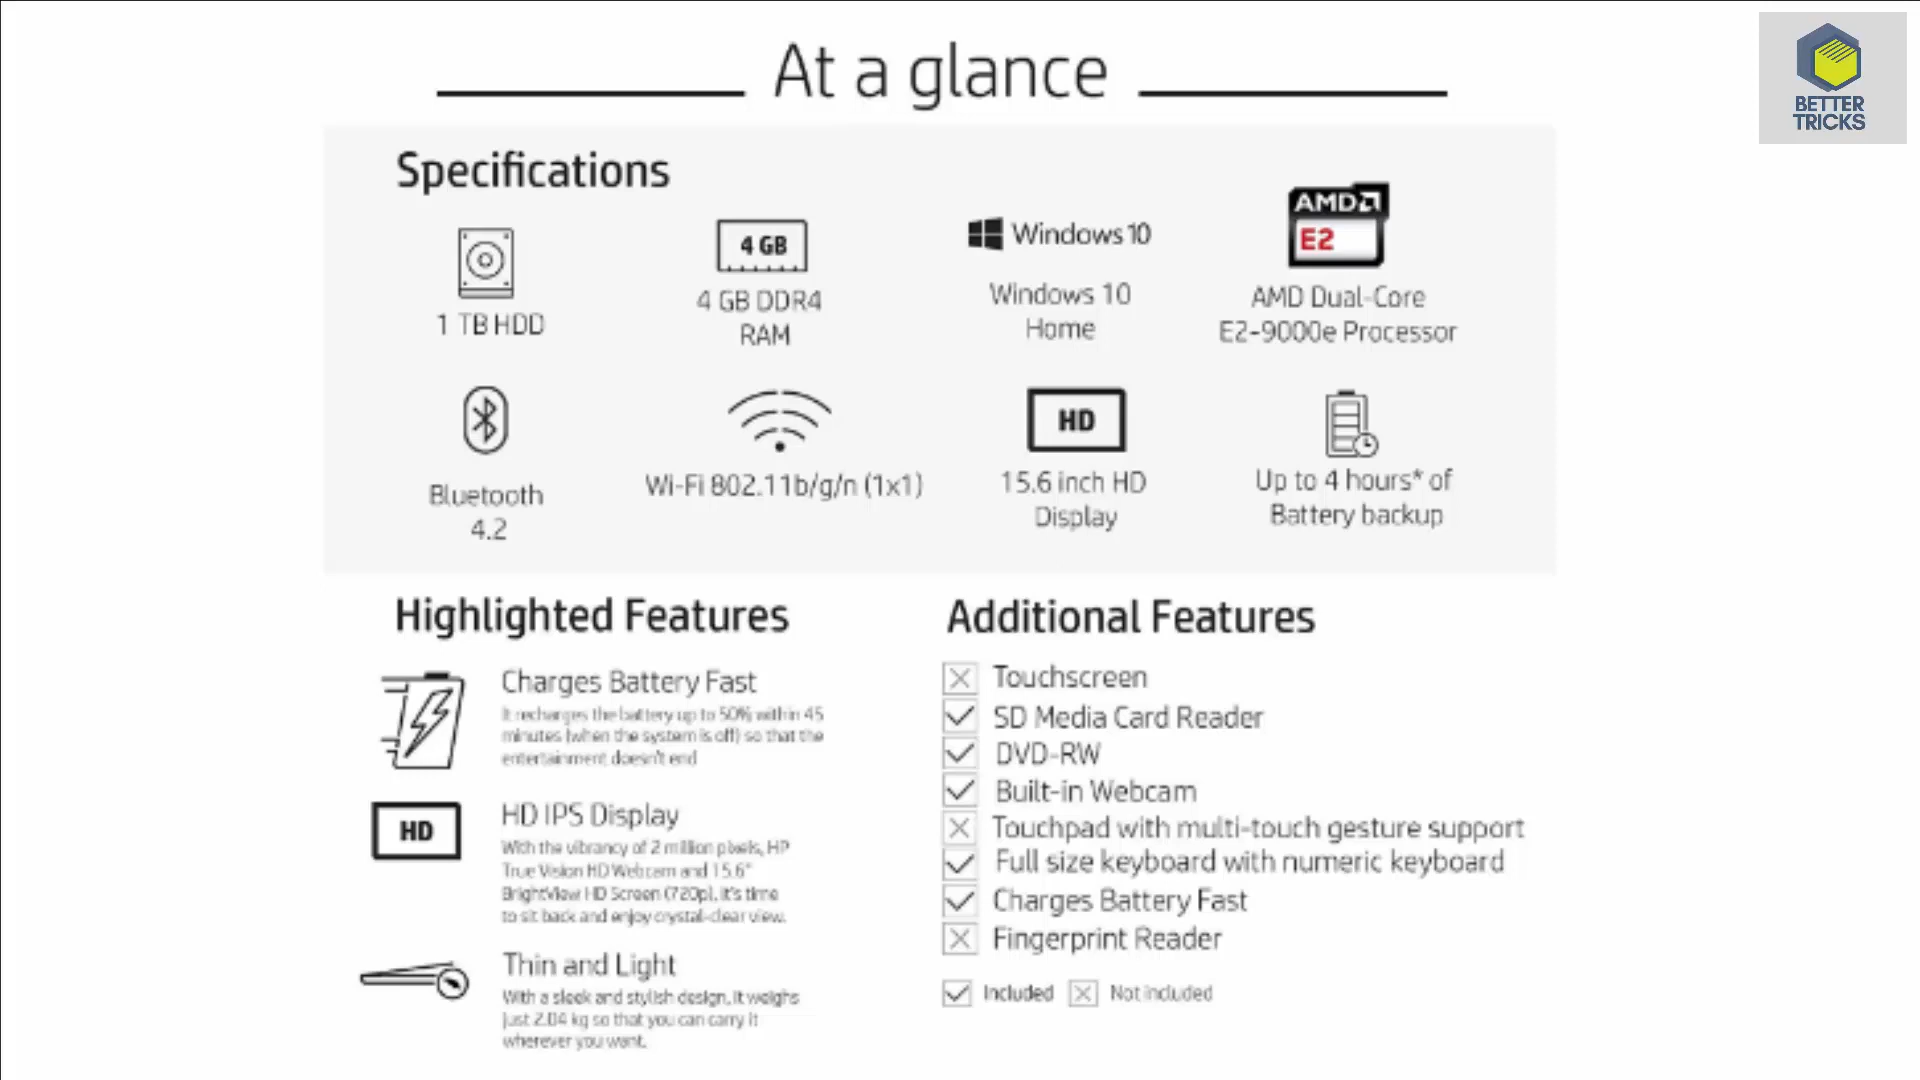 At a glance
BETTER
TRICKS
Specifications
4 GB
Windows 10
AMD
E2
1 TB HDD
4 GB DDR4
RAM
Windows 10
Home
AMD Dual-Core
E2-9000e Processor
HD
Bluetooth
4.2
Wi-Fi 802.11b/g/n (1x1)
15.6 inch HD
Display
Up to 4 hours* of
Battery backup
Highlighted Features
Charges Battery Fast
It recharges the battery up to 50% within 45
minutes (when the system is off) so that the
entertainment doesn't end
HD
HD IPS Display
With the vibrancy of 2 million pixels, HP
True Vision HD Webcam and 15.6"
BrightView HD Screen (720p), it's time
to sit back and enjoy crystal-clear view.
Thin and Light
With a sleek and stylish design, it weighs
just 2.04 kg so that you can carry it
wherever you want.
Additional Features
Touchscreen
SD Media Card Reader
DVD-RW
Built-in Webcam
Touchpad with multi-touch gesture support
Full size keyboard with numeric keyboard
Charges Battery Fast
Fingerprint Reader
Included Not included